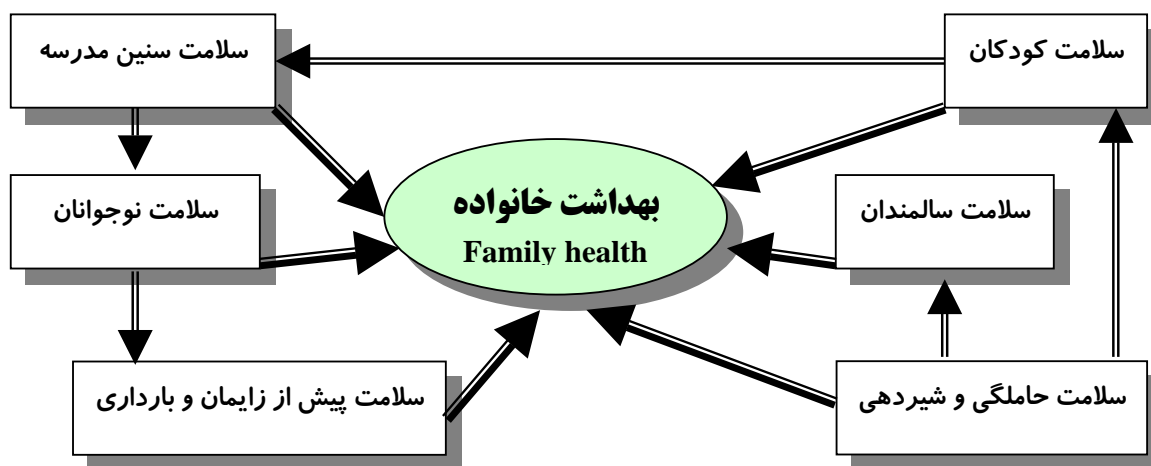 سلامت کودکان
سلامت سنین مدرسه
بهداشت خانواده
Family health
سلامت سالمندان
سلامت نوجوانان
سلامت حاملگی و شیردهی
سلامت پیش از زایمان و بارداری